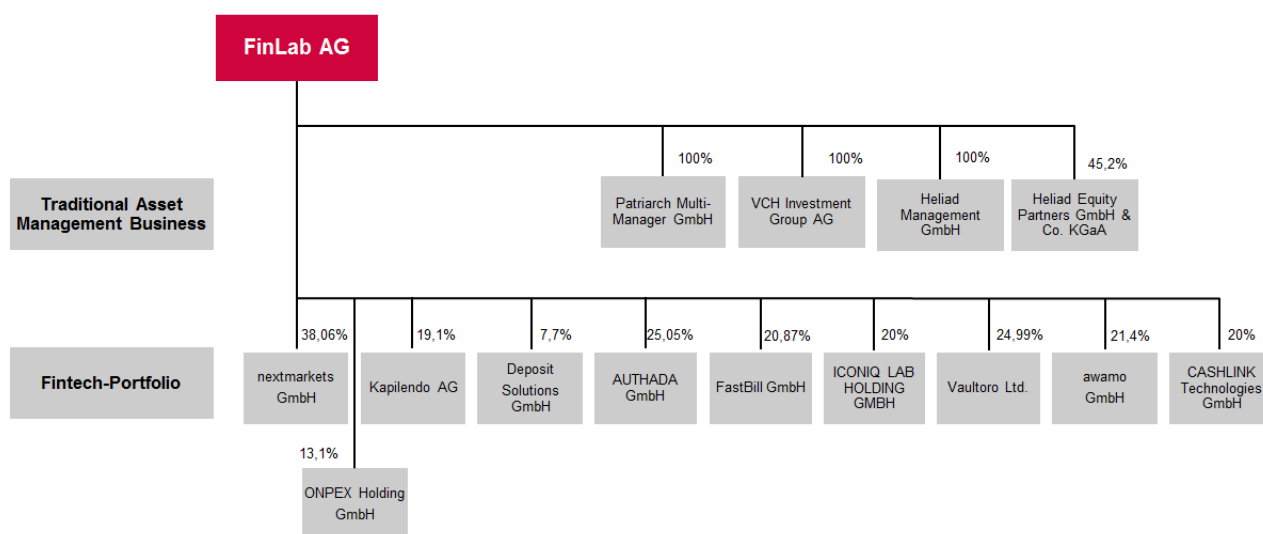 FinLab AG
100%
100%
100%
45,2%
Traditional Asset
Management Business
Patriarch Multi-
Manager GmbH
VCH Investment
Group AG
Heliad
Management
GmbH
Heliad Equity
Partners GmbH &
Co. KGaA
38,06%
19,1%
7,7%
25,05%
20,87%
20%
24,99%
21,4%
20%
Fintech-Portfolio
nextmarkets
GmbH
Kapilendo AG
Deposit
Solutions
GmbH
AUTHADA
GmbH
FastBill GmbH
ICONIQ LAB
HOLDING
GMBH
Vaultoro Ltd.
awamo
GmbH
CASHLINK
Technologies
GmbH
13,1%
ONPEX Holding
GmbH